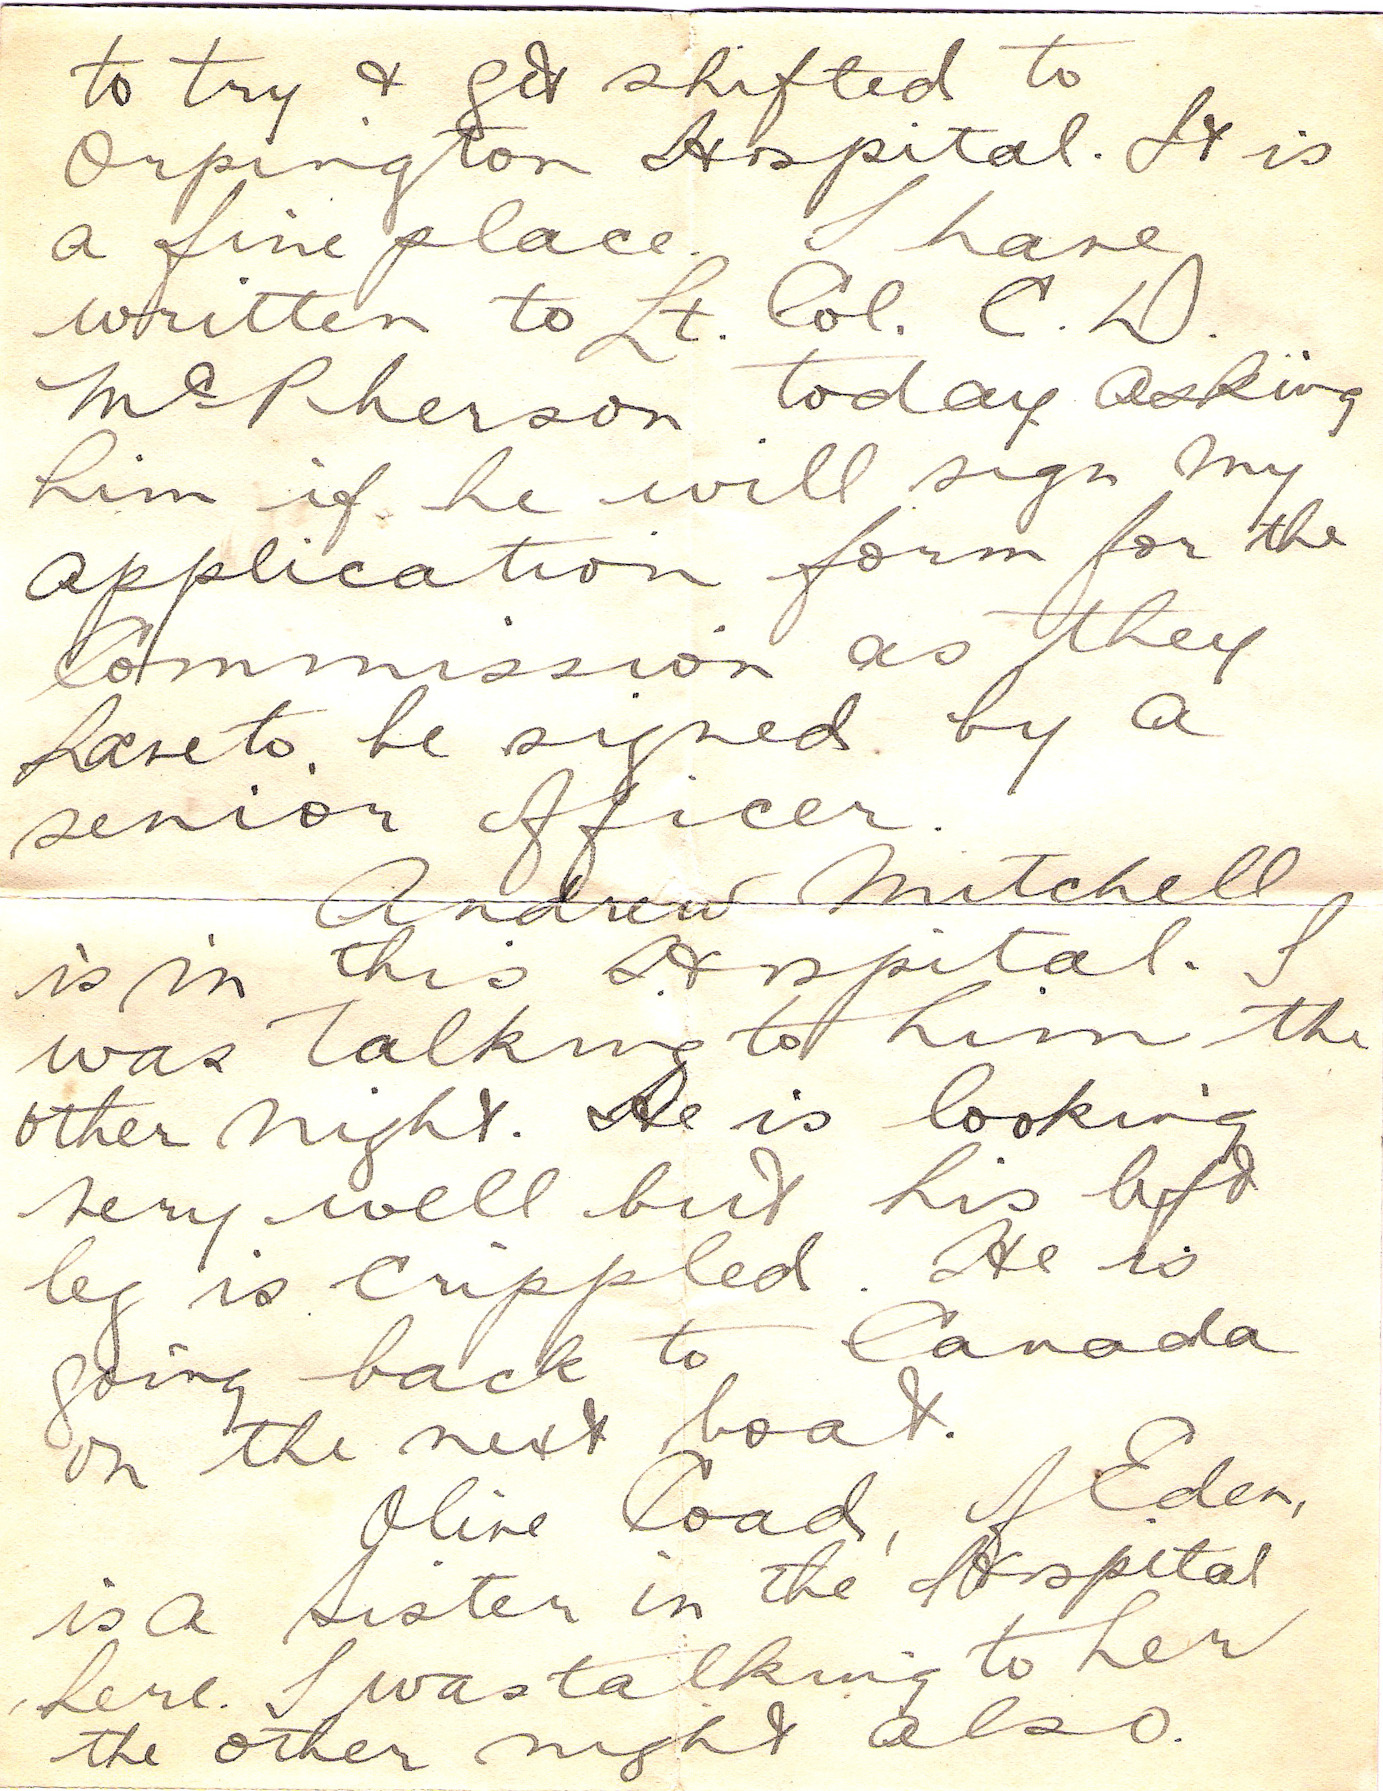 to try & get shifted to
Orpington Hospital. It is
a fine place. I have
written to Lt. Col. C. D.
McPherson today asking
him if he will sign my
application form for the
Commission as they
have to be signed by a
senior officer.
Andrew Mitchell
is in this Hospital. I
was talking to him the
other night. He is looking
very well but his left
leg is crippled. He is
going back to Canada
on the next boat.
Olive Coad, of Eden,
is a sister in the Hospital
here. I was talking to her
the other night also.